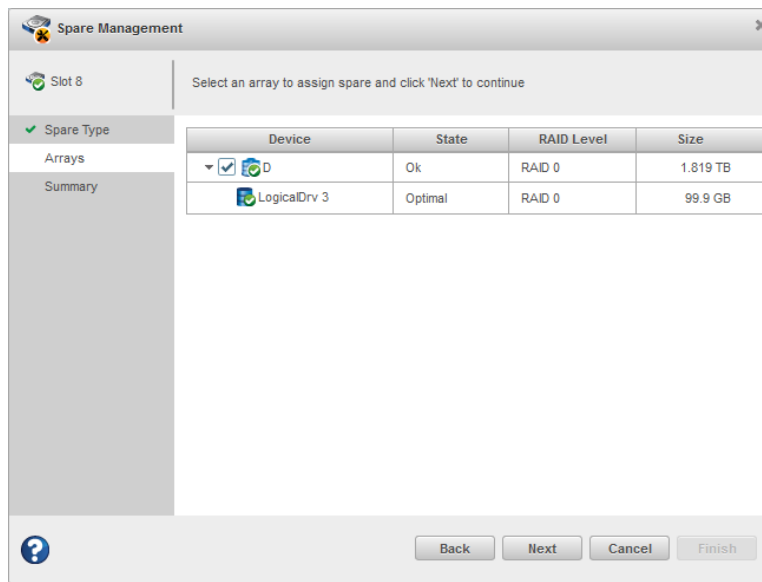 Spare Management
Slot 8
Select an array to assign spare and click 'Next' to continue
Spare Type
Arrays
Summary
Device State RAID Level Size
D Ok RAID 0 1.819 TB
LogicalDrv 3 Optimal RAID 0 99.9 GB
? Back Next Cancel Finish